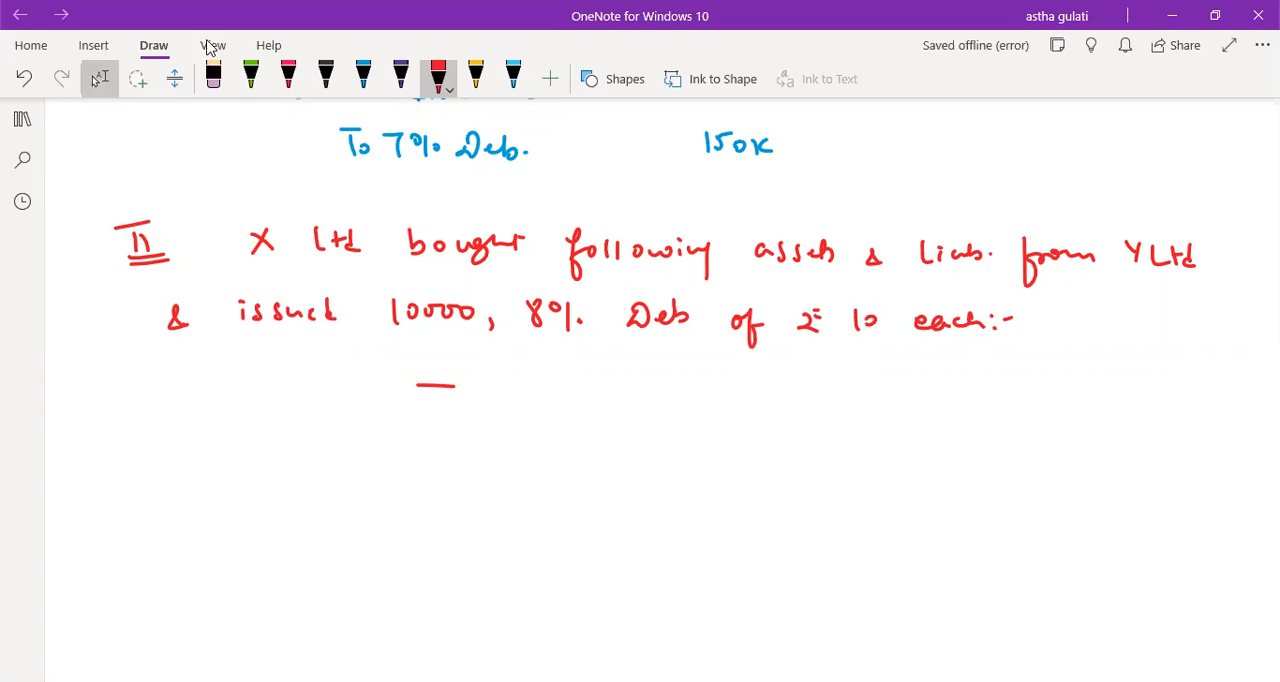 OneNote for Windows 10
astha gulati
Home Insert Draw View Help
Saved offline (error)
Share
Shapes
Ink to Shape
Ink to Text
To 7% Deb. 150K
II X Ltd bought following assets & Liab. from Y Ltd
& issued 10000, 8% Deb of 10 each:-